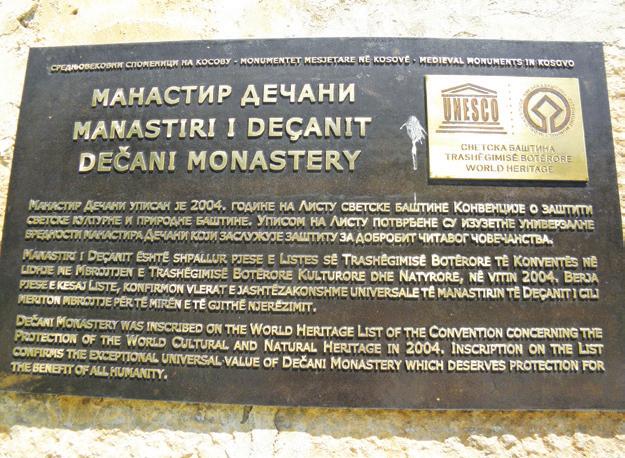 СРЕДЊОВЕКОВНИ СПОМЕНИЦИ НА КОСОВУ - MONUMENTET MESJETARE NË KOSOVË - MEDIEVAL MONUMENTS IN KOSOVO
МАНАСТИР ДЕЧАНИ
MANASTIRI I DEÇANIT
DEČANI MONASTERY
UNESCO
СВЕТСКА БАШТИНА
TRASHËGIMISË BOTËRORE
WORLD HERITAGE
МАНАСТИР ДЕЧАНИ УПИСАН ЈЕ 2004. ГОДИНЕ НА ЛИСТУ СВЕТСКЕ БАШТИНЕ КОНВЕНЦИЈЕ О ЗАШТИТИ
СВЕТСКЕ КУЛТУРНЕ И ПРИРОДНЕ БАШТИНЕ. УПИСОМ НА ЛИСТУ ПОТВРЂЕНЕ СУ ИЗУЗЕТНЕ УНИВЕРЗАЛНЕ
ВРЕДНОСТИ МАНАСТИРА ДЕЧАНИ КОЈИ ЗАСЛУЖУЈЕ ЗАШТИТУ ЗА ДОБРОБИТ ЧИТАВОГ ЧОВЕЧАНСТВА.
MANASTIRI I DEÇANIT ËSHTË SHPALLUR PJESE E LISTES SË TRASHËGIMISË BOTËRORE TË KONVENTËS NË
LIDHJE ME MBROJTJEN E TRASHËGIMISË BOTËRORE KULTURORE DHE NATYRORE, NË VITIN 2004. BERJA
PJESE E KESAJ LISTE, KONFIRMON VLERAT E JASHTËZAKONSHME UNIVERSALE TË MANASTIRIN TË DEÇANIT I CILI
MERITON MBROJTJE PËR TË MIRËN E TË GJITHË NJERËZIMIT.
DEČANI MONASTERY WAS INSCRIBED ON THE WORLD HERITAGE LIST OF THE CONVENTION CONCERNING THE
PROTECTION OF THE WORLD CULTURAL AND NATURAL HERITAGE IN 2004. INSCRIPTION ON THE LIST
CONFIRMS THE EXCEPTIONAL UNIVERSAL VALUE OF DEČANI MONASTERY WHICH DESERVES PROTECTION FOR
THE BENEFIT OF ALL HUMANITY.